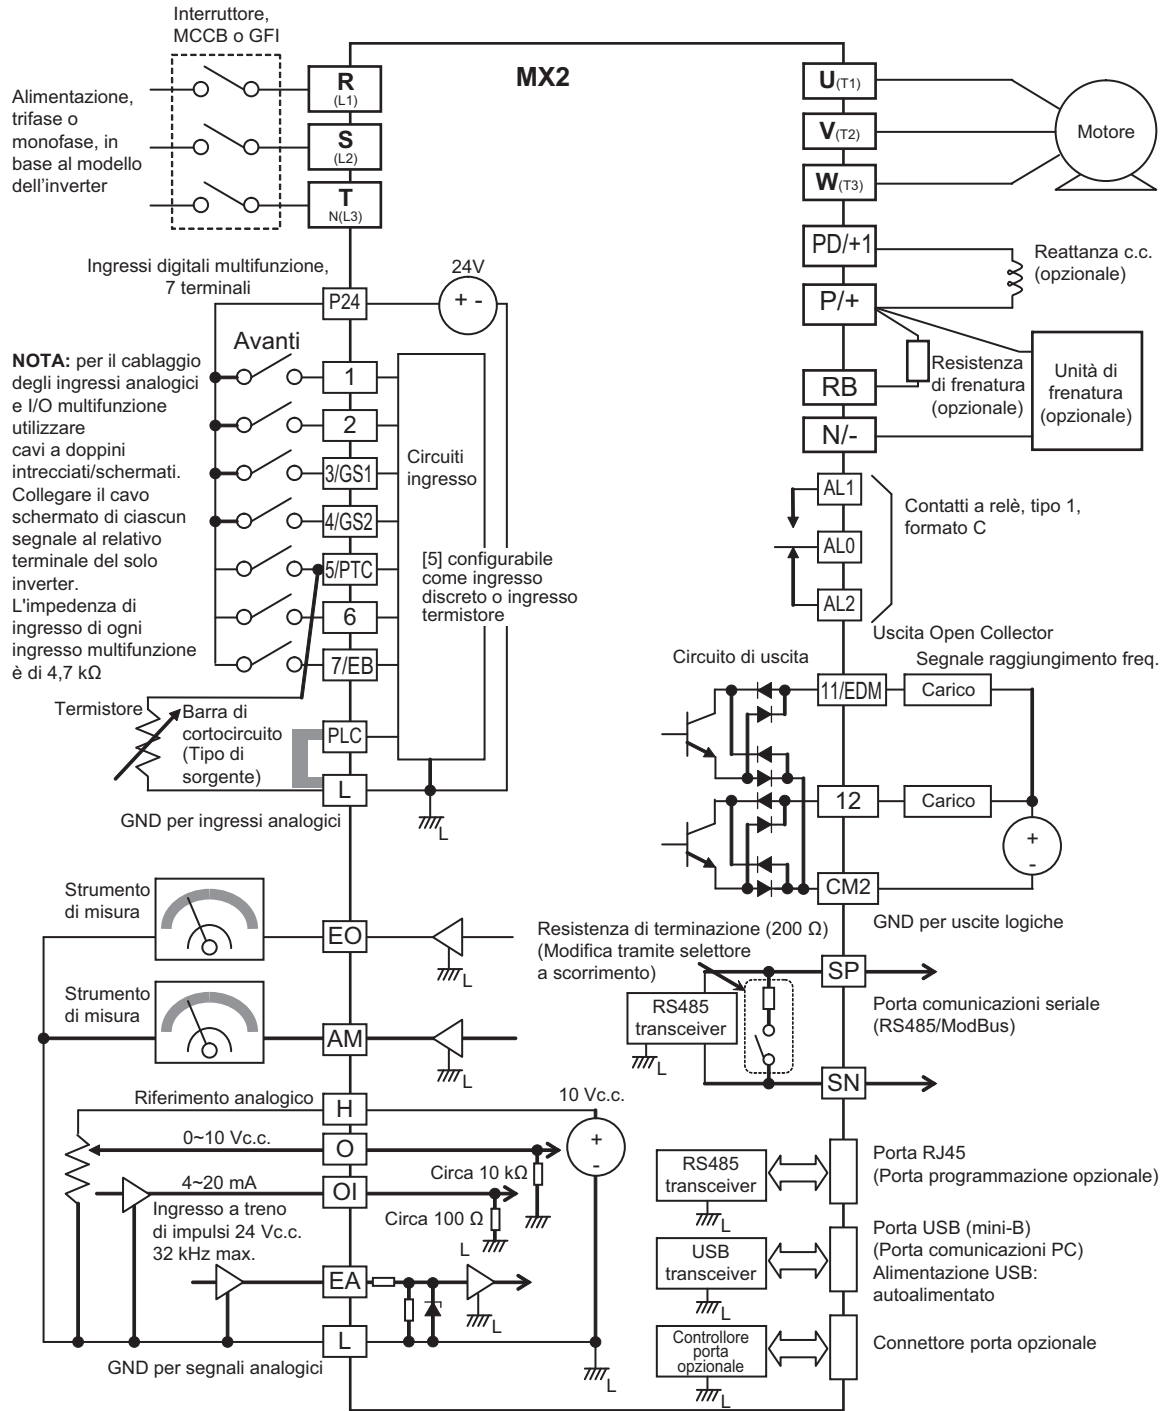 Interruttore,
MCCB o GFI
MX2
Alimentazione,
trifase o
monofase, in
base al modello
dell'inverter
R
(L1)
S
(L2)
T
N(L3)
U(T1)
V(T2)
W(T3)
Motore
PD/+1
P/+
RB
N/-
Reattanza c.c.
(opzionale)
Resistenza
di frenatura
(opzionale)
Unità di
frenatura
(opzionale)
Ingressi digitali multifunzione,
7 terminali
24V
P24
+ -
Avanti
NOTA: per il cablaggio
degli ingressi analogici
e I/O multifunzione
utilizzare
cavi a doppini
intrecciati/schermati.
Collegare il cavo
schermato di ciascun
segnale al relativo
terminale del solo
inverter.
L'impedenza di
ingresso di ogni
ingresso multifunzione
è di 4,7 kΩ
1
2
3/GS1
4/GS2
5/PTC
6
7/EB
PLC
L
Circuiti
ingresso
[5] configurabile
come ingresso
discreto o ingresso
termistore
Termistore
Barra di
cortocircuito
(Tipo di
sorgente)
L
GND per ingressi analogici
AL1
AL0
AL2
Contatti a relè, tipo 1,
formato C
Uscita Open Collector
Circuito di uscita
Segnale raggiungimento freq.
11/EDM
Carico
12
Carico
+
-
CM2
GND per uscite logiche
Strumento
di misura
EO
L
Strumento
di misura
AM
L
Resistenza di terminazione (200 Ω)
(Modifica tramite selettore
a scorrimento)
RS485
transceiver
L
SP
SN
Porta comunicazioni seriale
(RS485/ModBus)
Riferimento analogico
H
10 Vc.c.
+
-
0~10 Vc.c.
O
Circa 10 kΩ
4~20 mA
OI
Circa 100 Ω
Ingresso a treno
di impulsi 24 Vc.c.
32 kHz max.
L
EA
L
L
GND per segnali analogici
L
RS485
transceiver
L
Porta RJ45
(Porta programmazione opzionale)
USB
transceiver
L
Porta USB (mini-B)
(Porta comunicazioni PC)
Alimentazione USB:
autoalimentato
Controllore
porta
opzionale
L
Connettore porta opzionale